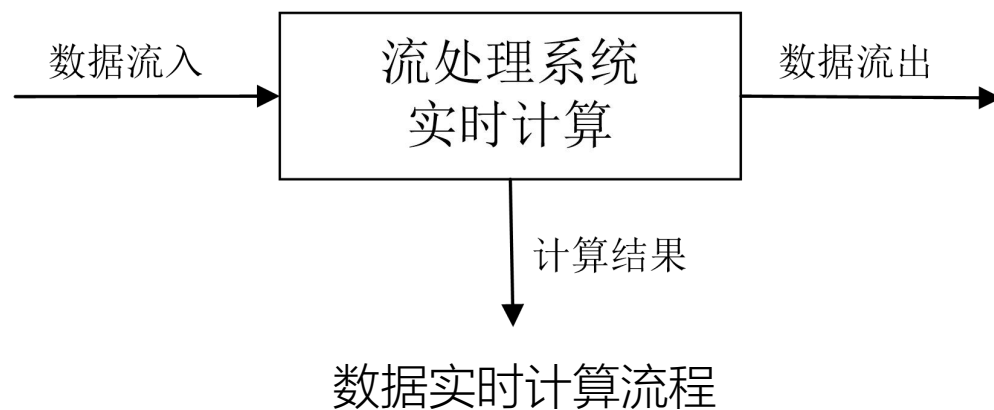 数据流入
流处理系统
实时计算
数据流出
计算结果
数据实时计算流程